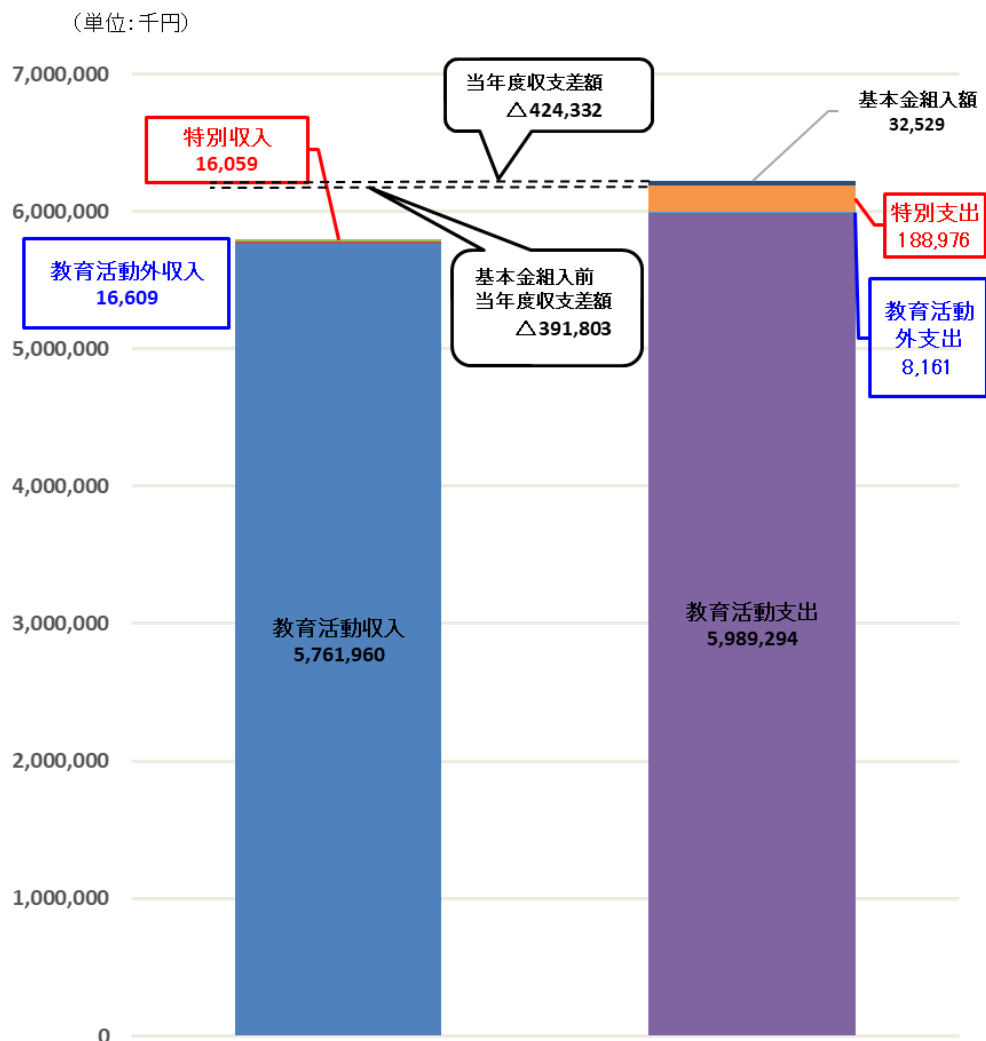 （単位：千円）
7,000,000
当年度収支差額
△424,332
基本金組入額
32,529
特別収入
16,059
6,000,000
特別支出
188,976
教育活動外収入
16,609
基本金組入前
当年度収支差額
△391,803
教育活動
外支出
8,161
5,000,000
4,000,000
3,000,000
教育活動収入
5,761,960
教育活動支出
5,989,294
2,000,000
1,000,000
0